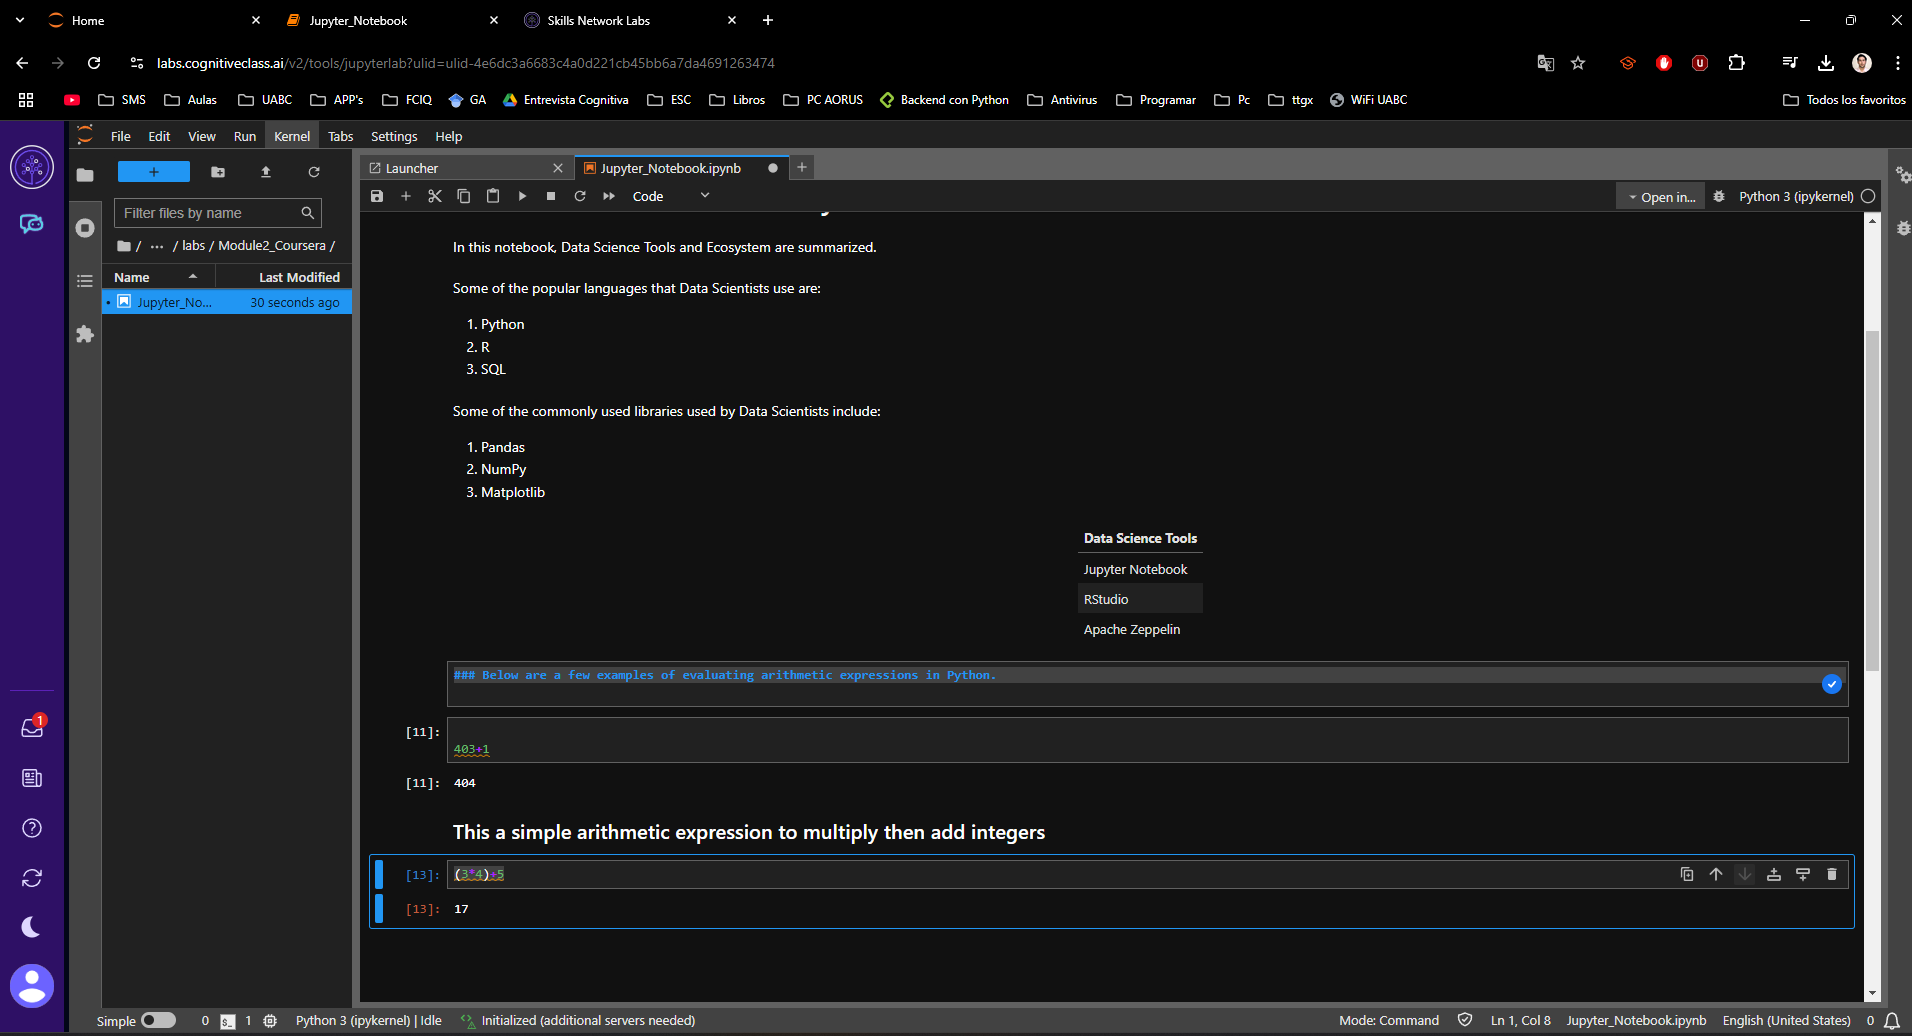 Home
Jupyter_Notebook
Skills Network Labs
labs.cognitiveclass.ai/v2/tools/jupyterlab?ulid=ulid-4e6dc3a6683c4a0d221cb45bb6a7da4691263474
SMS Aulas UABC APP's FCIQ GA Entrevista Cognitiva ESC Libros PC AORUS Backend con Python Antivirus Programar Pc ttgx WiFi UABC Todos los favoritos
File Edit View Run Kernel Tabs Settings Help
Launcher
Jupyter_Notebook.ipynb
Code
Open in...
Python 3 (ipykernel)
Filter files by name
/ ... / labs / Module2_Coursera /
Name Last Modified
Jupyter_No... 30 seconds ago
In this notebook, Data Science Tools and Ecosystem are summarized.
Some of the popular languages that Data Scientists use are:
1. Python
2. R
3. SQL
Some of the commonly used libraries used by Data Scientists include:
1. Pandas
2. NumPy
3. Matplotlib
Data Science Tools
Jupyter Notebook
RStudio
Apache Zeppelin
### Below are a few examples of evaluating arithmetic expressions in Python.
[11]:
403+1
[11]: 404
This a simple arithmetic expression to multiply then add integers
[13]: (3*4)+5
[13]: 17
1
Simple 0 $_ 1 Python 3 (ipykernel) | Idle Initialized (additional servers needed) Mode: Command Ln 1, Col 8 Jupyter_Notebook.ipynb English (United States) 0